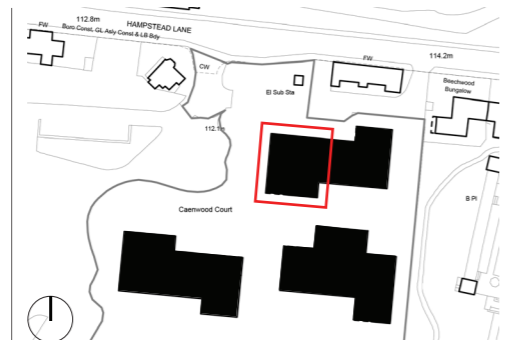 112.8m
HAMPSTEAD LANE
FW
Boro Const, GL Asly Const & LB Bdy
114.2m
FW
CW
El Sub Sta
Beechwood
Bungalow
112.1m
B Pl
Caenwood Court